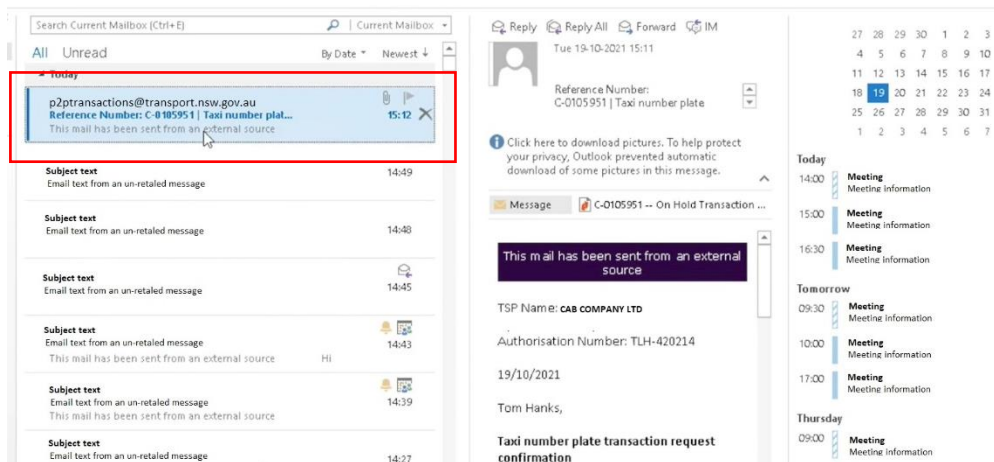 Search Current Mailbox (Ctrl+E)
Current Mailbox
All Unread
By Date Newest ↓
Today
p2ptransactions@transport.nsw.gov.au
Reference Number: C-0105951 | Taxi number plat...
15:12
This mail has been sent from an external source
Subject text
14:49
Email text from an un-retaled message
Subject text
Email text from an un-retaled message
14:48
Subject text
Email text from an un-retaled message
14:45
Subject text
Email text from an un-retaled message
14:43
This mail has been sent from an external source Hi
Subject text
Email text from an un-retaled message
14:39
This mail has been sent from an external source
Subject text
Email text from an un-retaled message
14:27
Reply Reply All Forward IM
Tue 19-10-2021 15:11
Reference Number:
C-0105951 | Taxi number plate
Click here to download pictures. To help protect
your privacy, Outlook prevented automatic
download of some pictures in this message.
Message
C-0105951 -- On Hold Transaction ...
This mail has been sent from an external
source
TSP Name: CAB COMPANY LTD
Authorisation Number: TLH-420214
19/10/2021
Tom Hanks,
Taxi number plate transaction request
confirmation
27 28 29 30 1 2 3
4 5 6 7 8 9 10
11 12 13 14 15 16 17
18 19 20 21 22 23 24
25 26 27 28 29 30 31
1 2 3 4 5 6 7
Today
14:00 Meeting
Meeting information
15:00 Meeting
Meeting information
16:30 Meeting
Meeting information
Tomorrow
09:30 Meeting
Meeting information
10:00 Meeting
Meeting information
17:00 Meeting
Meeting information
Thursday
09:00 Meeting
Meeting information